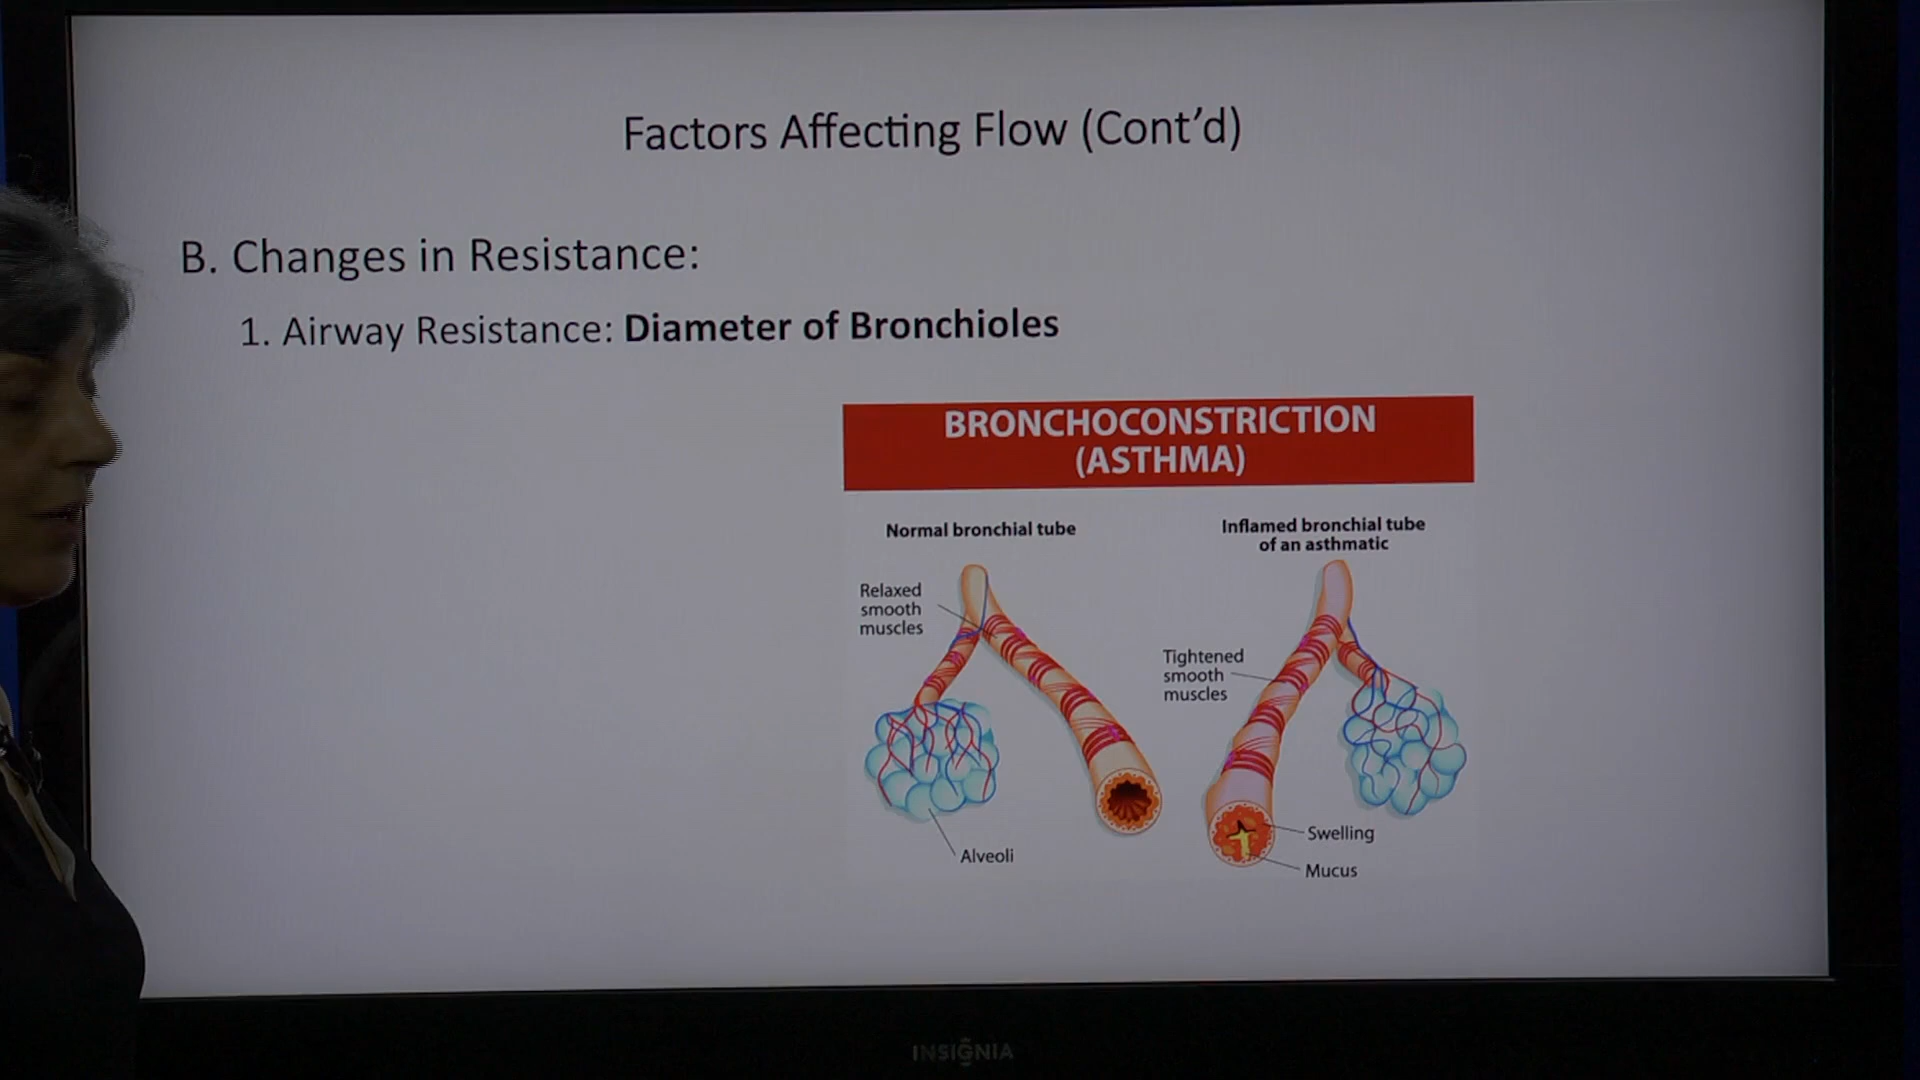 Factors Affecting Flow (Cont’d)
B. Changes in Resistance:
1. Airway Resistance: Diameter of Bronchioles
BRONCHOCONSTRICTION
(ASTHMA)
Normal bronchial tube
Inflamed bronchial tube
of an asthmatic
Relaxed
smooth
muscles
Tightened
smooth
muscles
Alveoli
Swelling
Mucus
INSIGNIA